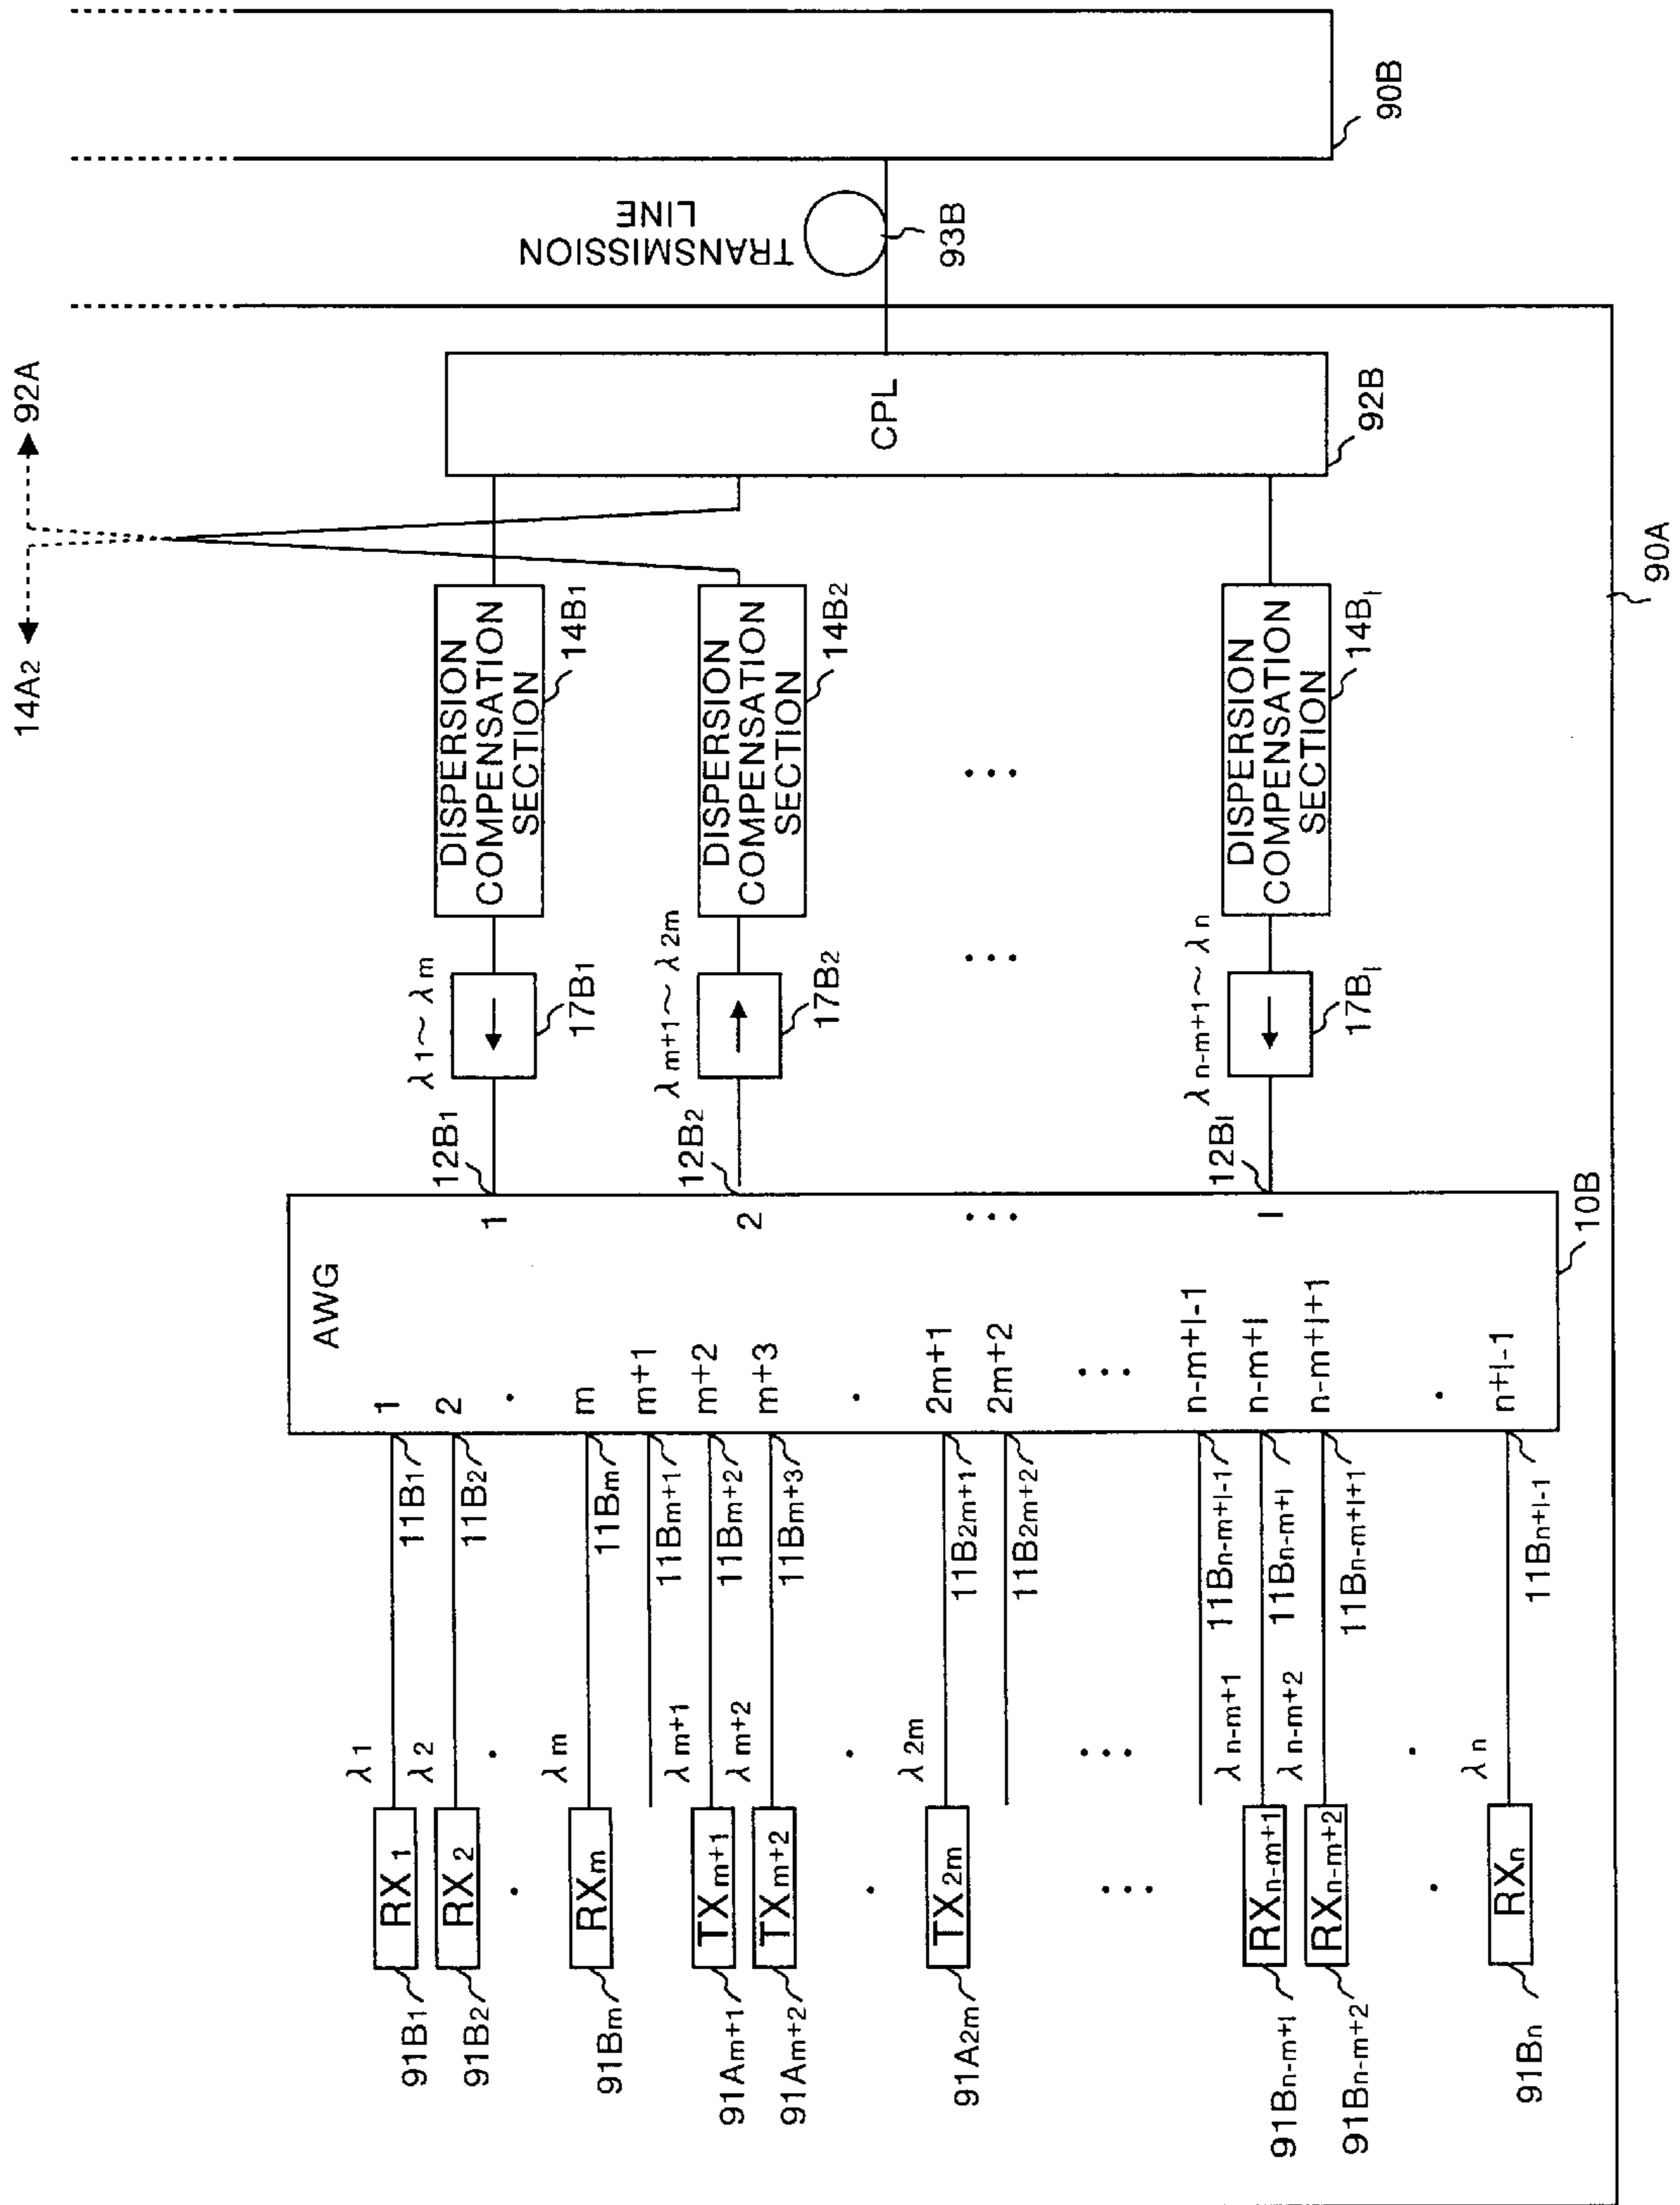 14A2
92A
TRANSMISSION
LINE
93B
90B
90A
CPL
92B
DISPERSION
COMPENSATION
SECTION
14B1
DISPERSION
COMPENSATION
SECTION
14B2
...
DISPERSION
COMPENSATION
SECTION
14Bl
λ1~λm
17B1
λm+1~λ2m
17B2
...
λn-m+1~λn
17Bl
12B1
12B2
12Bl
AWG
10B
1
2
...
l
1
2
.
m
m+1
m+2
m+3
.
2m+1
2m+2
...
n-m+l-1
n-m+l
n-m+l+1
.
n+l-1
11B1
11B2
11Bm
11Bm+1
11Bm+2
11Bm+3
11B2m+1
11B2m+2
11Bn-m+l-1
11Bn-m+l
11Bn-m+l+1
11Bn+l-1
λ1
λ2
.
λm
λm+1
λm+2
.
λ2m
...
λn-m+1
λn-m+2
.
λn
RX1
RX2
.
RXm
TXm+1
TXm+2
.
TX2m
...
RXn-m+1
RXn-m+2
.
RXn
91B1
91B2
91Bm
91Am+1
91Am+2
91A2m
91Bn-m+1
91Bn-m+2
91Bn